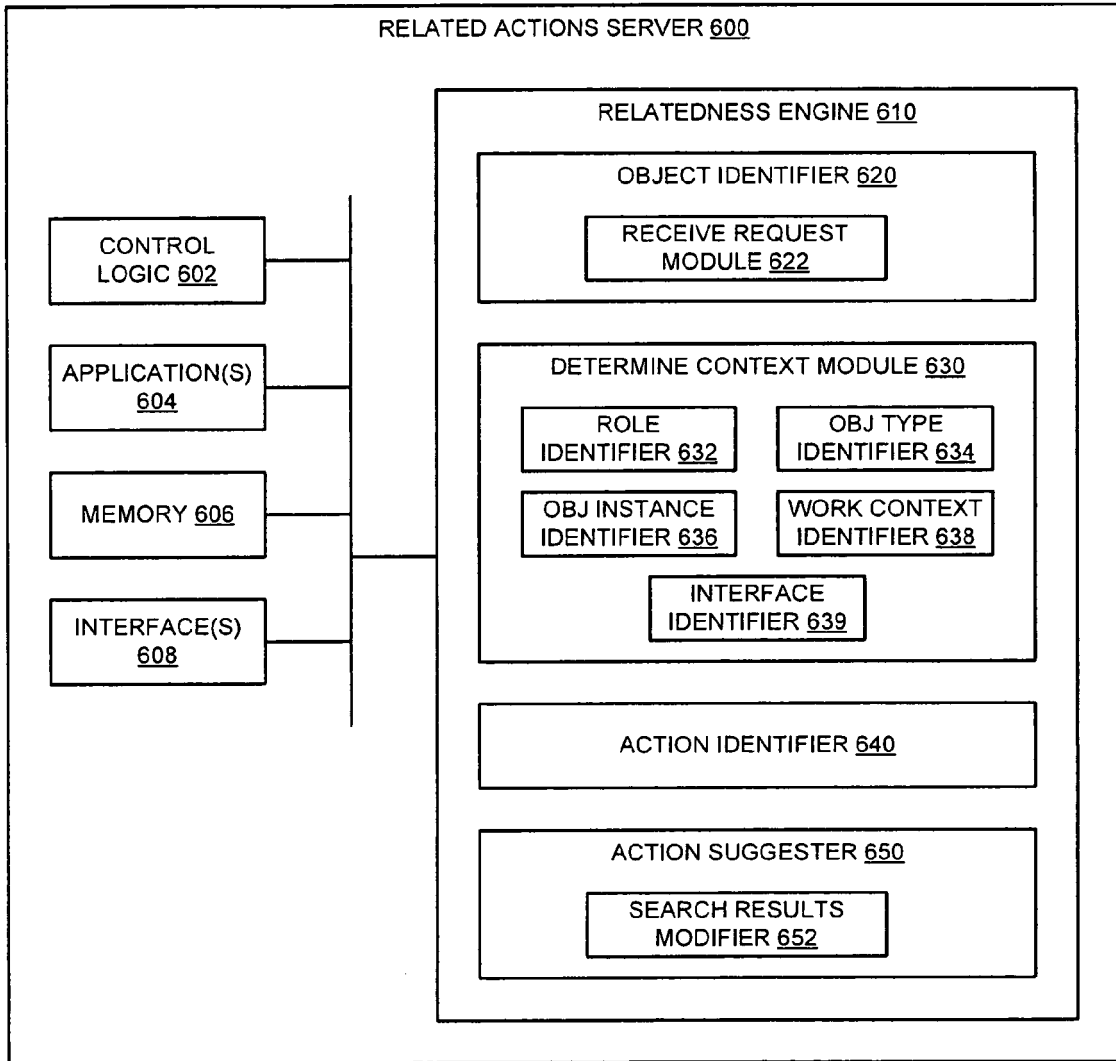 RELATED ACTIONS SERVER 600
CONTROL
LOGIC 602
APPLICATION(S)
604
MEMORY 606
INTERFACE(S)
608
RELATEDNESS ENGINE 610
OBJECT IDENTIFIER 620
RECEIVE REQUEST
MODULE 622
DETERMINE CONTEXT MODULE 630
ROLE
IDENTIFIER 632
OBJ TYPE
IDENTIFIER 634
OBJ INSTANCE
IDENTIFIER 636
WORK CONTEXT
IDENTIFIER 638
INTERFACE
IDENTIFIER 639
ACTION IDENTIFIER 640
ACTION SUGGESTER 650
SEARCH RESULTS
MODIFIER 652